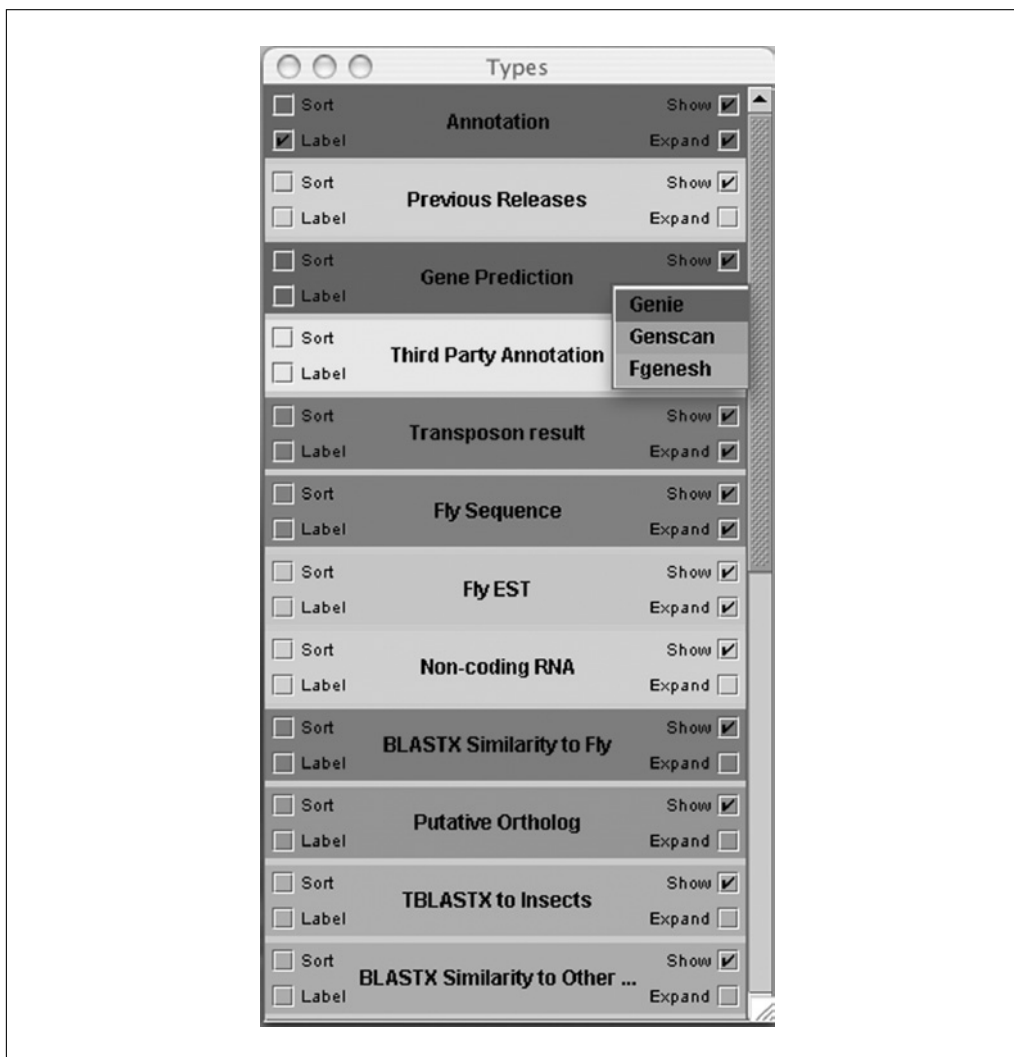 Types
Sort Annotation Show
Label Expand
Sort Previous Releases Show
Label Expand
Sort Gene Prediction Show
Label
Genie
Genscan
Fgenesh
Sort Third Party Annotation
Label
Sort Transposon result Show
Label Expand
Sort Fly Sequence Show
Label Expand
Sort Fly EST Show
Label Expand
Sort Non-coding RNA Show
Label Expand
Sort BLASTX Similarity to Fly Show
Label Expand
Sort Putative Ortholog Show
Label Expand
Sort TBLASTX to Insects Show
Label Expand
Sort BLASTX Similarity to Other ... Show
Label Expand